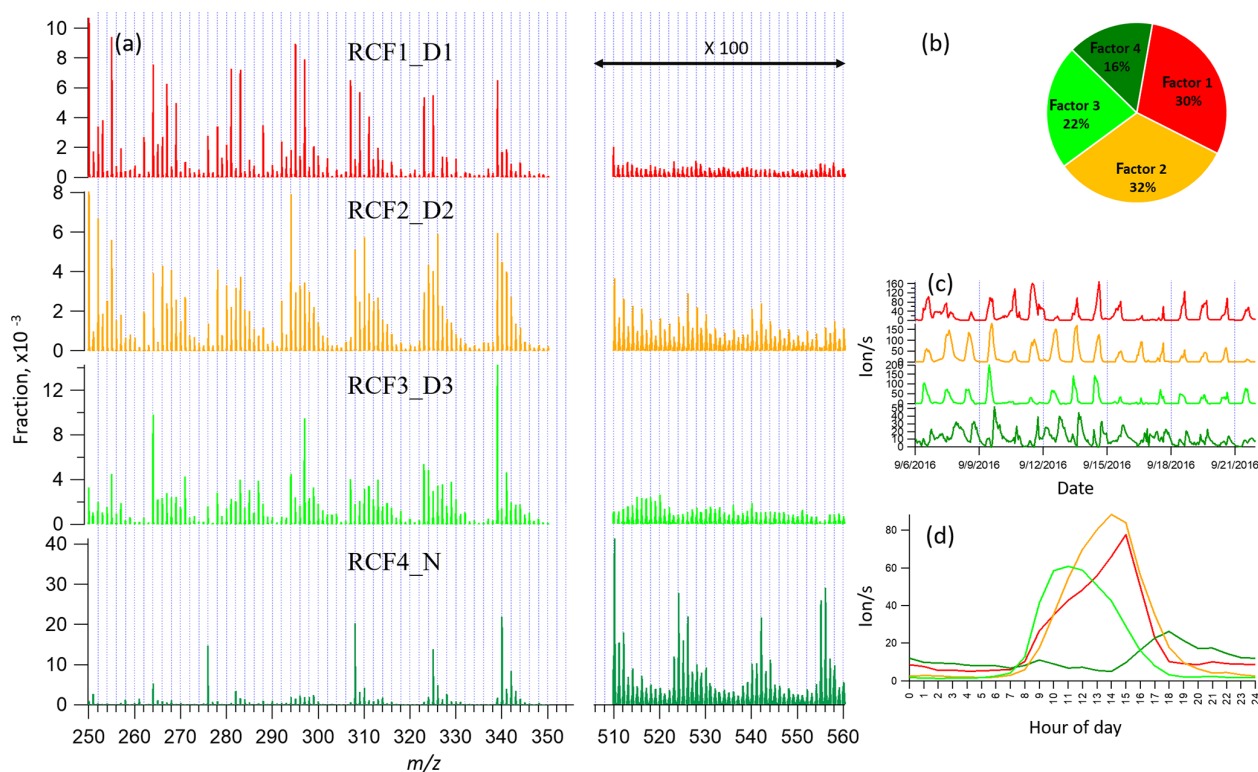 (a)
RCF1_D1
X 100
10
8
6
4
2
0
RCF2_D2
8
6
4
2
0
Fraction, x10 -3
RCF3_D3
12
8
4
0
RCF4_N
40
30
20
10
0
250 260 270 280 290 300 310 320 330 340 350 510 520 530 540 550 560
m/z
(b)
Factor 4
16%
Factor 1
30%
Factor 3
22%
Factor 2
32%
(c)
160
120
80
40
0
150
100
50
0
200
150
100
50
0
50
40
30
20
10
0
Ion/s
9/6/2016 9/9/2016 9/12/2016 9/15/2016 9/18/2016 9/21/2016
Date
(d)
80
60
40
20
0
Ion/s
0 1 2 3 4 5 6 7 8 9 10 11 12 13 14 15 16 17 18 19 20 21 22 23 24
Hour of day